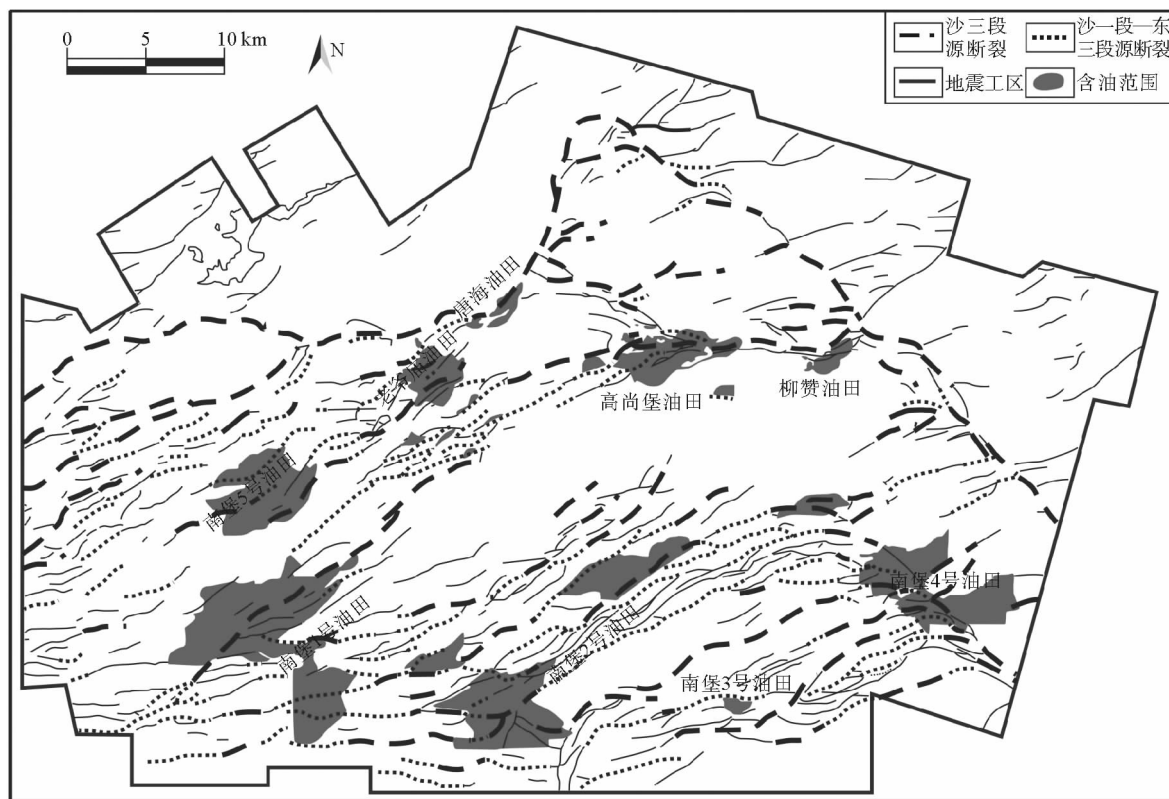 0 5 10 km
N
沙三段
源断裂
沙一段—东
三段源断裂
地震工区
含油范围
唐海油田
老爷庙油田
高尚堡油田
柳赞油田
南堡5号油田
南堡4号油田
南堡1号油田
南堡2号油田
南堡3号油田